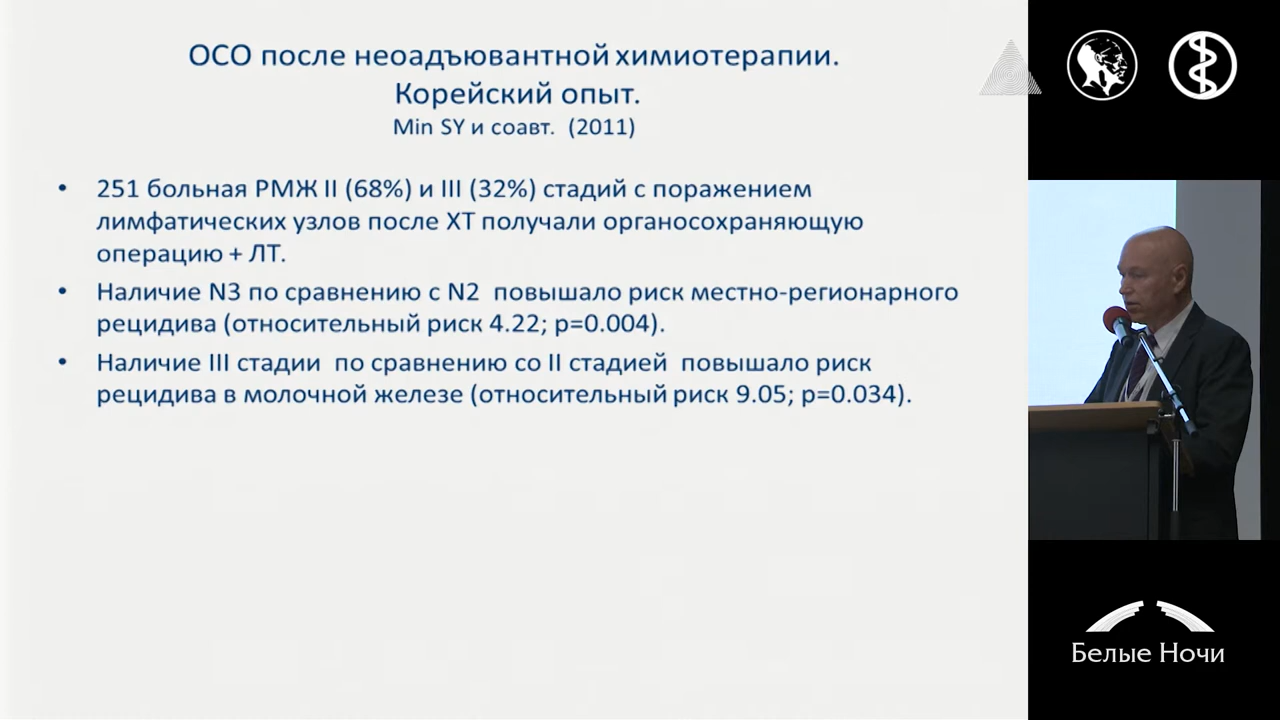 ОСО после неоадъювантной химиотерапии.
Корейский опыт.
Min SY и соавт. (2011)
• 251 больная РМЖ II (68%) и III (32%) стадий с поражением
лимфатических узлов после ХТ получали органосохраняющую
операцию + ЛТ.
• Наличие N3 по сравнению с N2 повышало риск местно-регионарного
рецидива (относительный риск 4.22; p=0.004).
• Наличие III стадии по сравнению со II стадией повышало риск
рецидива в молочной железе (относительный риск 9.05; p=0.034).
Белые Ночи